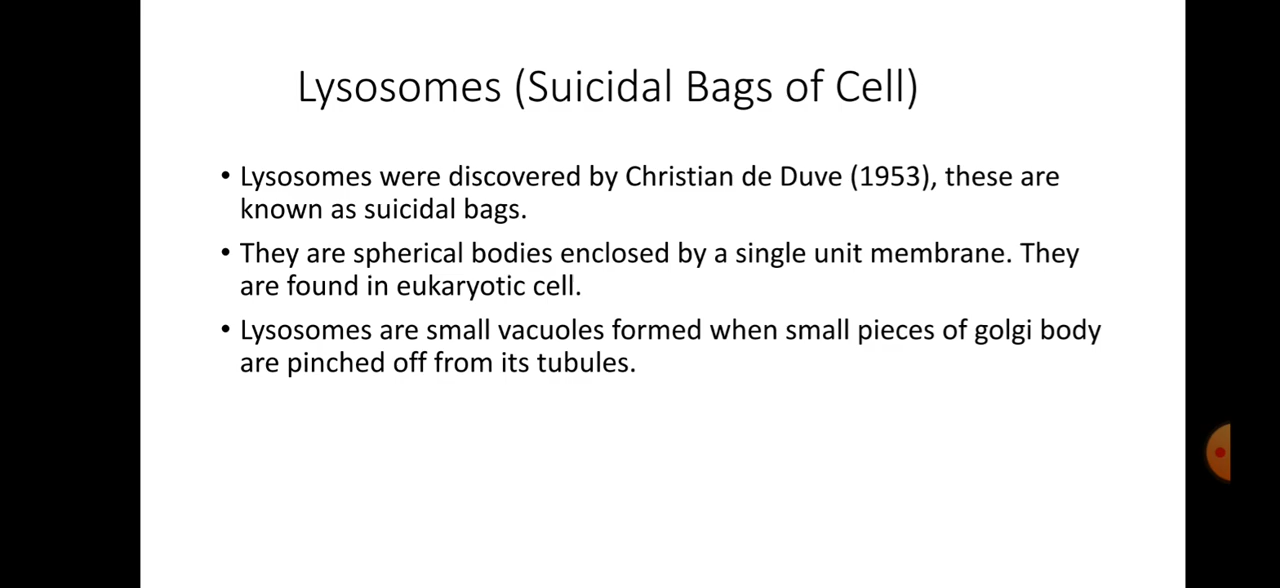 Lysosomes (Suicidal Bags of Cell)
• Lysosomes were discovered by Christian de Duve (1953), these are
known as suicidal bags.
• They are spherical bodies enclosed by a single unit membrane. They
are found in eukaryotic cell.
• Lysosomes are small vacuoles formed when small pieces of golgi body
are pinched off from its tubules.